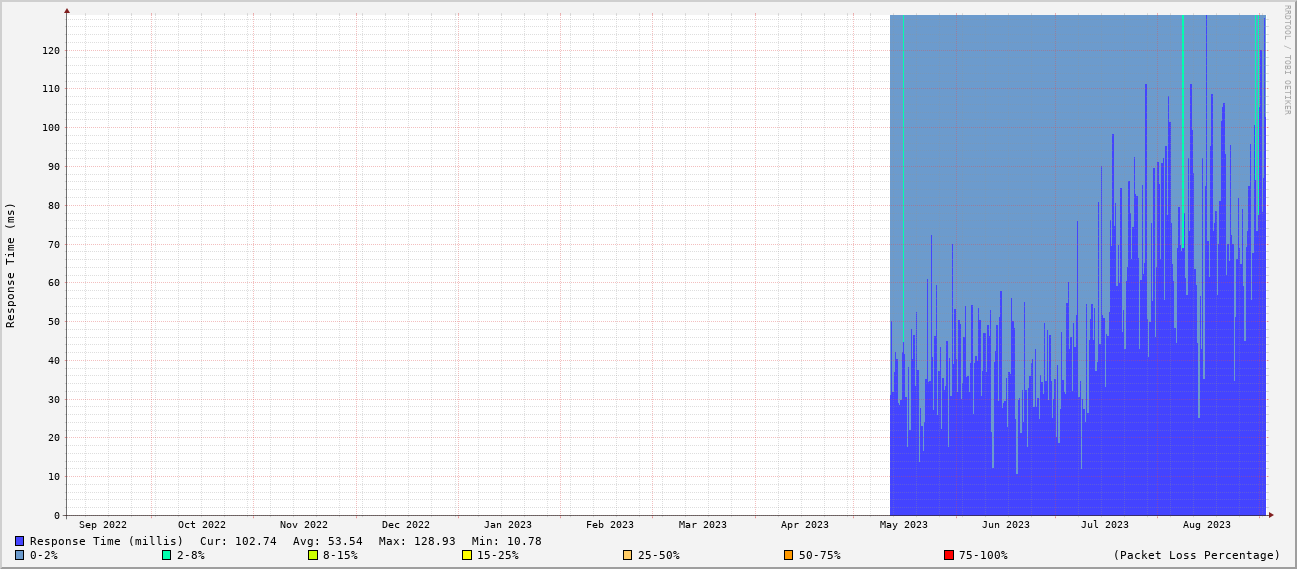 RRDTOOL / TOBI OETIKER
Response Time (ms)
120
110
100
90
80
70
60
50
40
30
20
10
0
Sep 2022 Oct 2022 Nov 2022 Dec 2022 Jan 2023 Feb 2023 Mar 2023 Apr 2023 May 2023 Jun 2023 Jul 2023 Aug 2023
Response Time (millis) Cur: 102.74 Avg: 53.54 Max: 128.93 Min: 10.78
0-2% 2-8% 8-15% 15-25% 25-50% 50-75% 75-100% (Packet Loss Percentage)